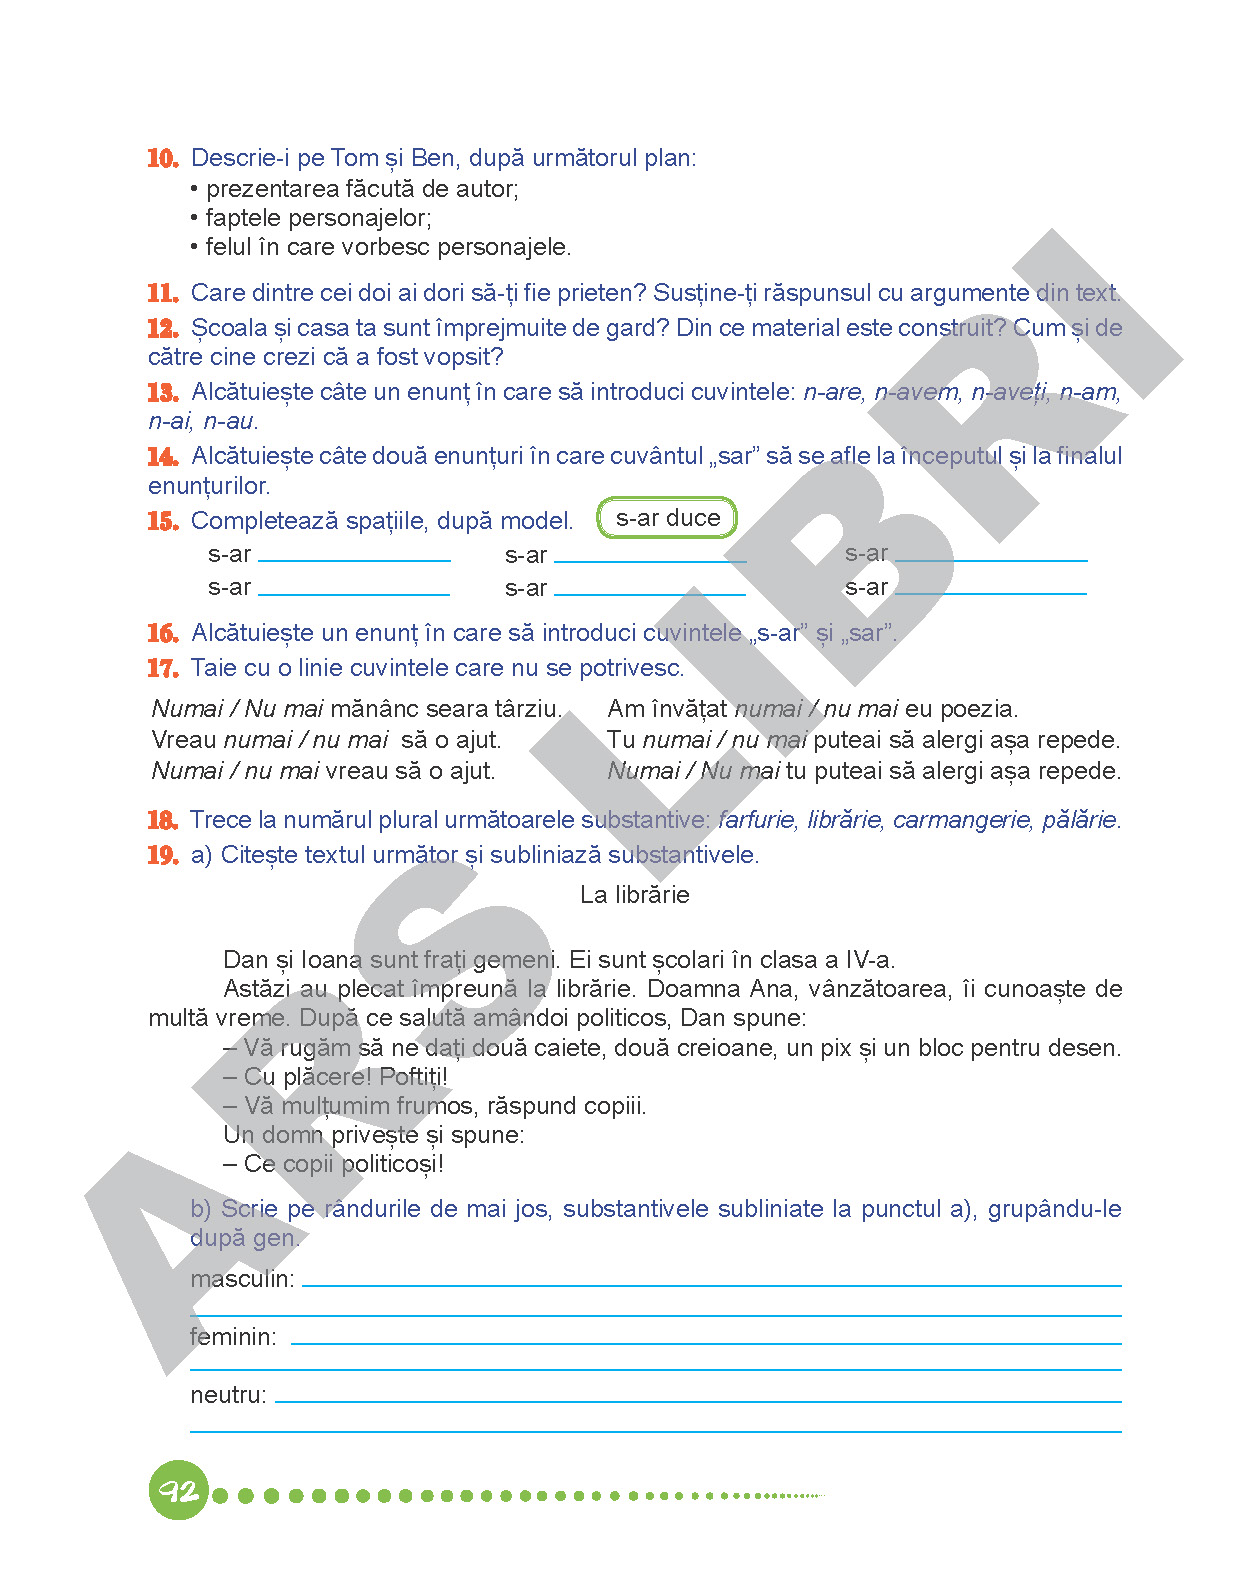 10. Descrie-i pe Tom și Ben, după următorul plan:
• prezentarea făcută de autor;
• faptele personajelor;
• felul în care vorbesc personajele.
11. Care dintre cei doi ai dori să-ți fie prieten? Susține-ți răspunsul cu argumente din text.
12. Școala și casa ta sunt împrejmuite de gard? Din ce material este construit? Cum și de
către cine crezi că a fost vopsit?
13. Alcătuiește câte un enunț în care să introduci cuvintele: n-are, n-avem, n-aveți, n-am,
n-ai, n-au.
14. Alcătuiește câte două enunțuri în care cuvântul „sar” să se afle la începutul și la finalul
enunțurilor.
15. Completează spațiile, după model. s-ar duce
s-ar s-ar s-ar
s-ar s-ar s-ar
16. Alcătuiește un enunț în care să introduci cuvintele „s-ar” și „sar”.
17. Taie cu o linie cuvintele care nu se potrivesc.
Numai / Nu mai mănânc seara târziu. Am învățat numai / nu mai eu poezia.
Vreau numai / nu mai să o ajut. Tu numai / nu mai puteai să alergi așa repede.
Numai / nu mai vreau să o ajut. Numai / Nu mai tu puteai să alergi așa repede.
18. Trece la numărul plural următoarele substantive: farfurie, librărie, carmangerie, pălărie.
19. a) Citește textul următor și subliniază substantivele.
La librărie
Dan și Ioana sunt frați gemeni. Ei sunt școlari în clasa a IV-a.
Astăzi au plecat împreună la librărie. Doamna Ana, vânzătoarea, îi cunoaște de
multă vreme. După ce salută amândoi politicos, Dan spune:
– Vă rugăm să ne dați două caiete, două creioane, un pix și un bloc pentru desen.
– Cu plăcere! Poftiți!
– Vă mulțumim frumos, răspund copiii.
Un domn privește și spune:
– Ce copii politicoși!
b) Scrie pe rândurile de mai jos, substantivele subliniate la punctul a), grupându-le
după gen.
masculin:
feminin:
neutru:
92
ARS LIBRI